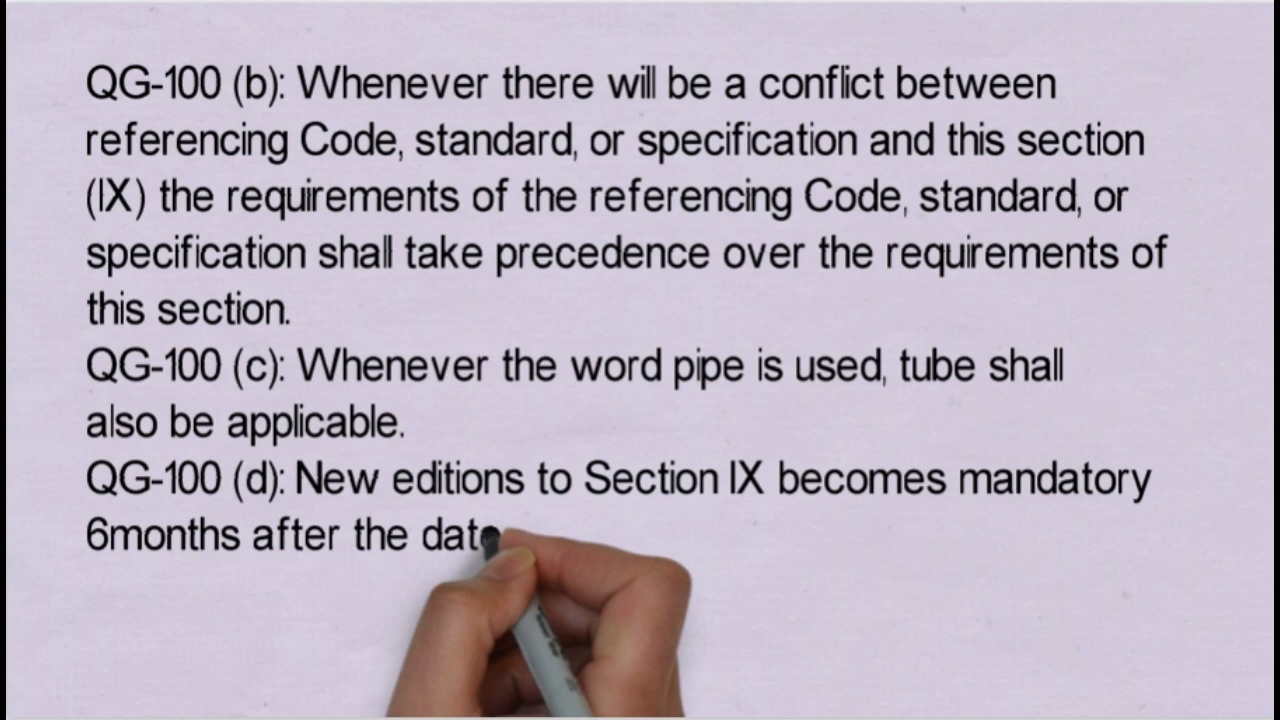 QG-100 (b): Whenever there will be a conflict between
referencing Code, standard, or specification and this section
(IX) the requirements of the referencing Code, standard, or
specification shall take precedence over the requirements of
this section.
QG-100 (c): Whenever the word pipe is used, tube shall
also be applicable.
QG-100 (d): New editions to Section IX becomes mandatory
6months after the date